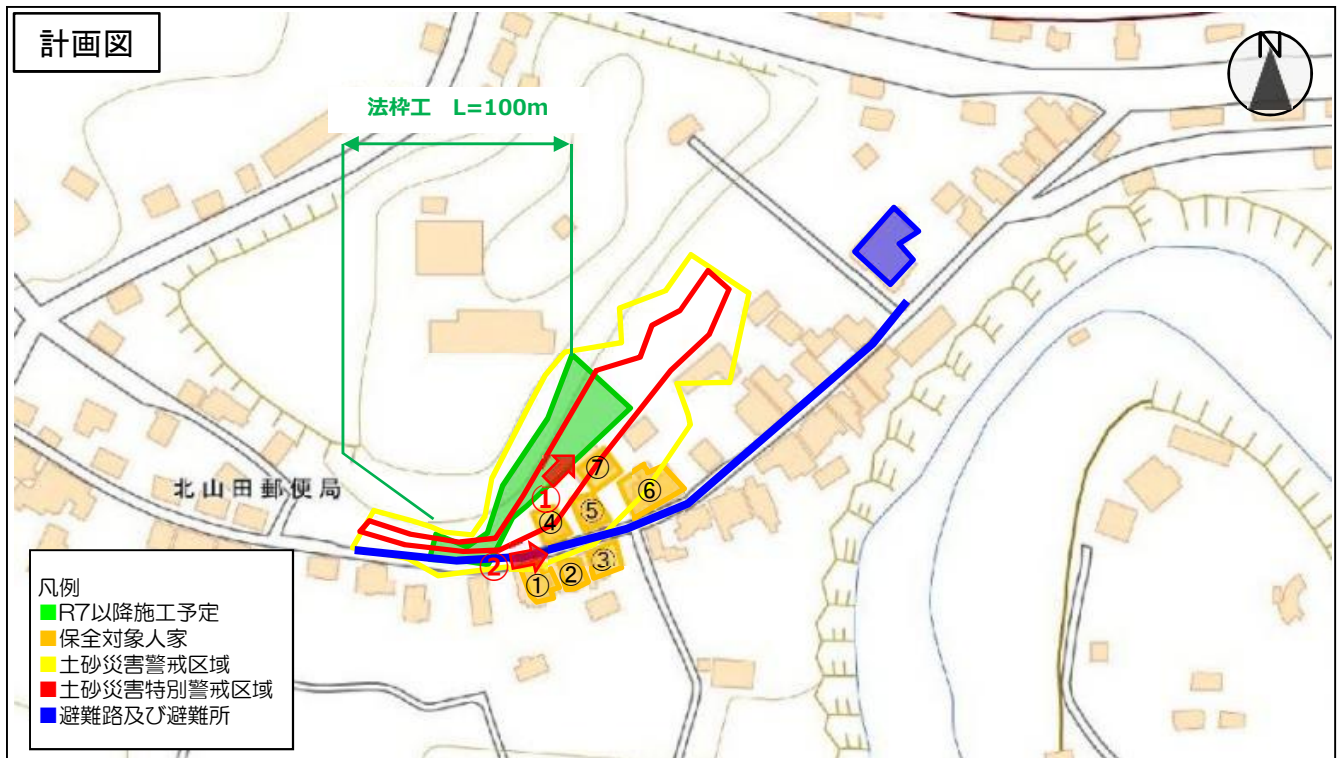 計画図
N
法枠工 L=100m
北山田郵便局
⑦
①
⑥
⑤
④
②
③
②
①
凡例
■R7以降施工予定
■保全対象人家
■土砂災害警戒区域
■土砂災害特別警戒区域
■避難路及び避難所